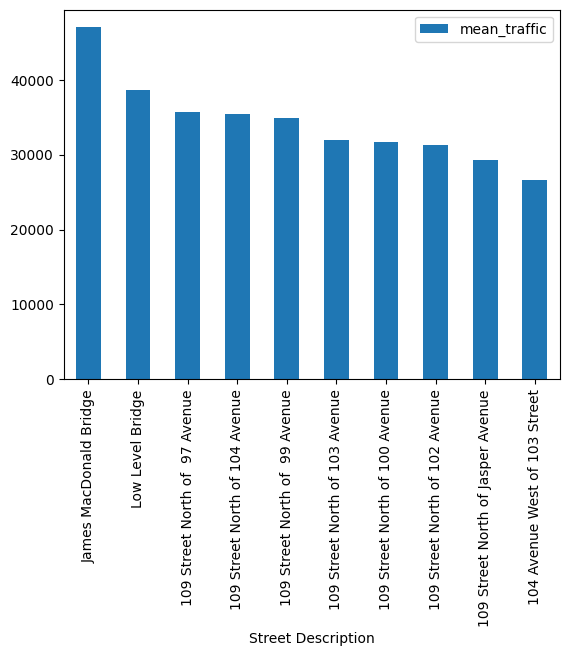 mean_traffic
40000
30000
20000
10000
0
James MacDonald Bridge
Low Level Bridge
109 Street North of  97 Avenue
109 Street North of 104 Avenue
109 Street North of  99 Avenue
109 Street North of 103 Avenue
109 Street North of 100 Avenue
109 Street North of 102 Avenue
109 Street North of Jasper Avenue
104 Avenue West of 103 Street
Street Description